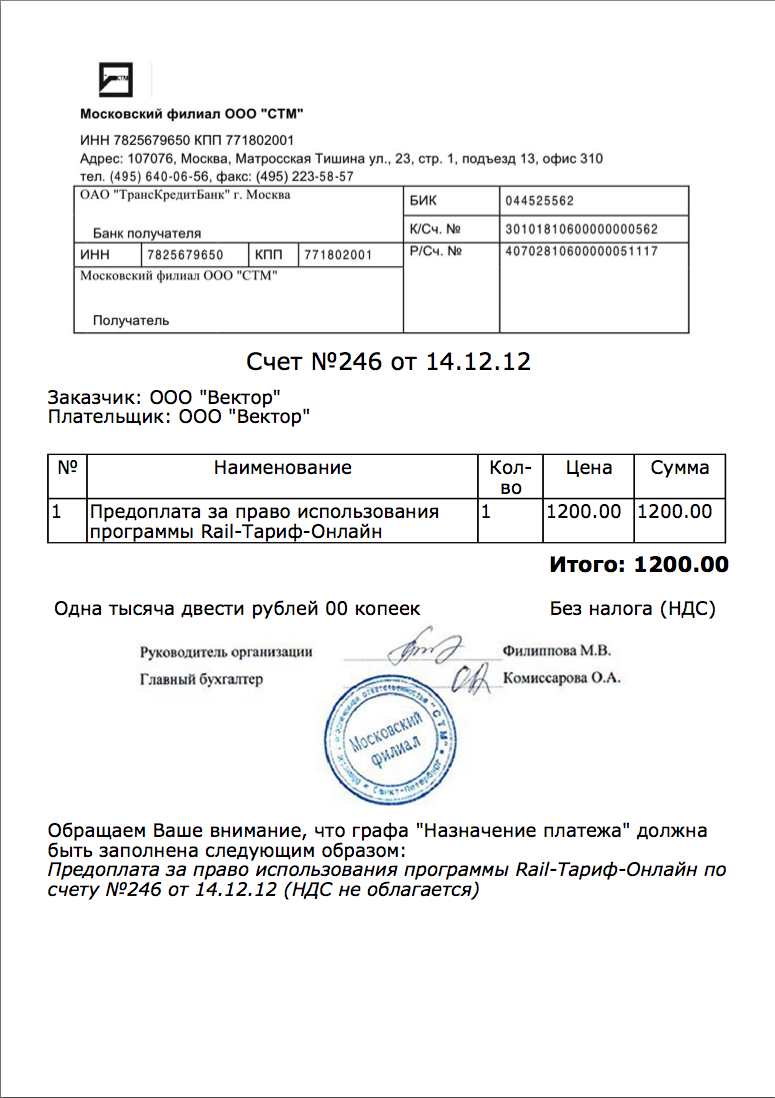 СТМ
Московский филиал ООО "СТМ"
ИНН 7825679650 КПП 771802001
Адрес: 107076, Москва, Матросская Тишина ул., 23, стр. 1, подъезд 13, офис 310
тел. (495) 640-06-56, факс: (495) 223-58-57
ОАО "ТрансКредитБанк" г. Москва
БИК 044525562
Банк получателя
К/Сч. № 30101810600000000562
ИНН 7825679650 КПП 771802001
Р/Сч. № 40702810600000051117
Московский филиал ООО "СТМ"
Получатель
Счет №246 от 14.12.12
Заказчик: ООО "Вектор"
Плательщик: ООО "Вектор"
№ Наименование Кол- Цена Сумма
во
1 Предоплата за право использования 1 1200.00 1200.00
программы Rail-Тариф-Онлайн
Итого: 1200.00
Одна тысяча двести рублей 00 копеек Без налога (НДС)
Руководитель организации Филиппова М.В.
Главный бухгалтер Комиссарова О.А.
ответственностью "СТМ"
Московский
филиал
Санкт-Петербург
Обращаем Ваше внимание, что графа "Назначение платежа" должна
быть заполнена следующим образом:
Предоплата за право использования программы Rail-Тариф-Онлайн по
счету №246 от 14.12.12 (НДС не облагается)